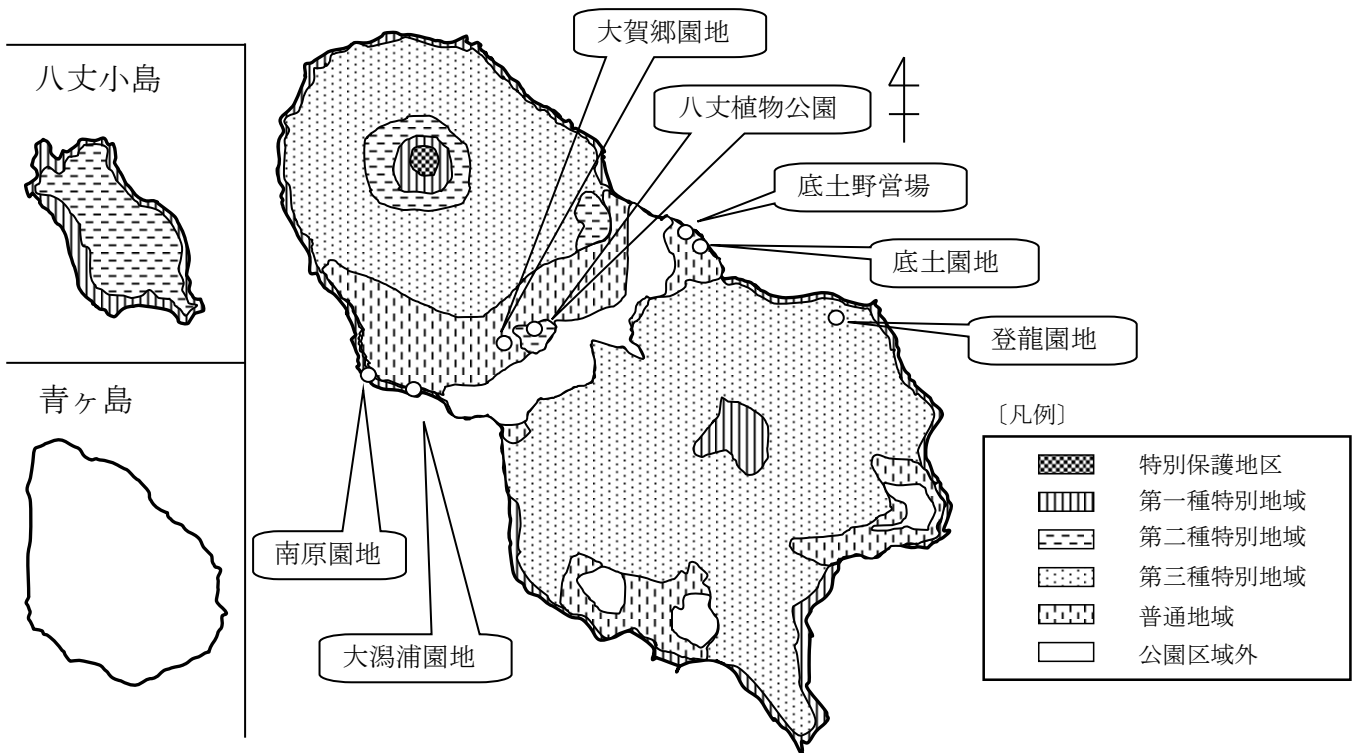 大賀郷園地
八丈小島
八丈植物公園
底土野営場
底土園地
登龍園地
青ヶ島
〔凡例〕
特別保護地区
第一種特別地域
第二種特別地域
第三種特別地域
普通地域
公園区域外
南原園地
大潟浦園地